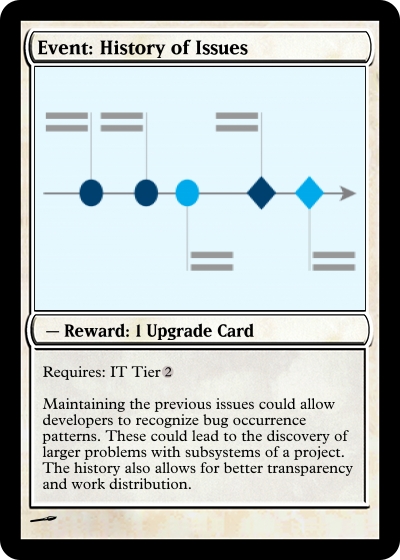 Event: History of Issues
— Reward: 1 Upgrade Card
Requires: IT Tier 2
Maintaining the previous issues could allow
developers to recognize bug occurrence
patterns. These could lead to the discovery of
larger problems with subsystems of a project.
The history also allows for better transparency
and work distribution.